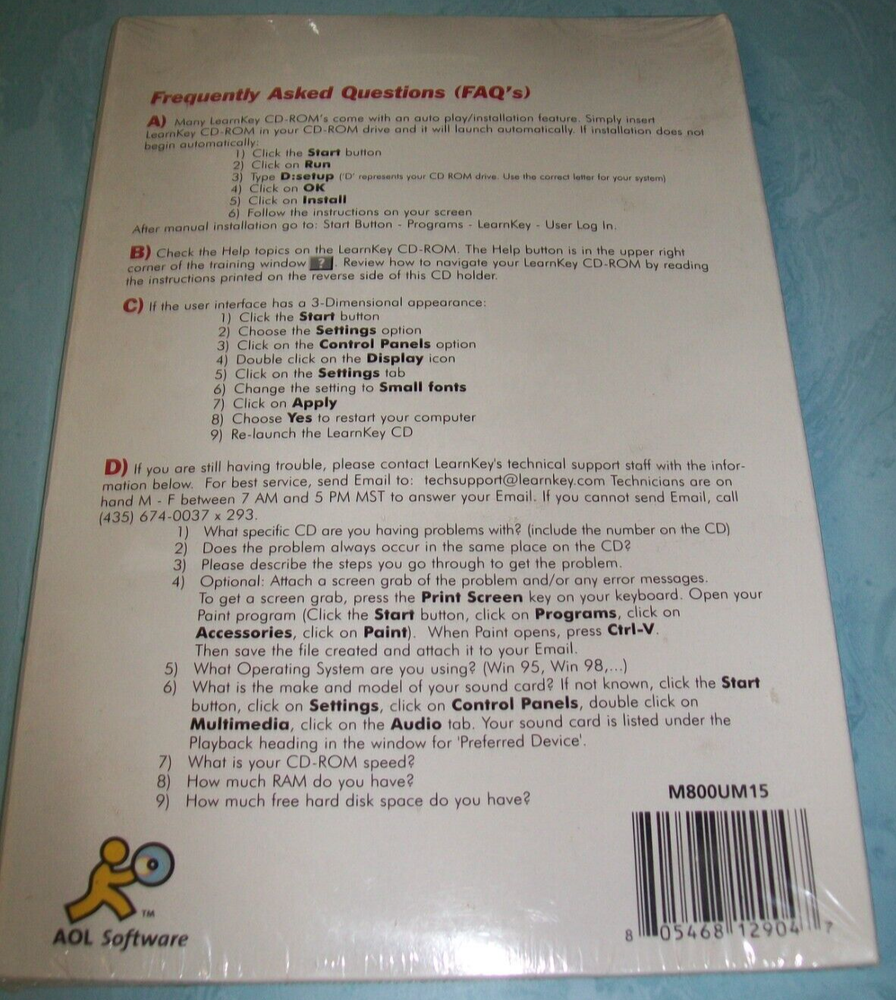 Frequently Asked Questions (FAQ's)
A) Many LearnKey CD-ROM's come with an auto play/installation feature. Simply insert
LearnKey CD-ROM in your CD-ROM drive and it will launch automatically. If installation does not
begin automatically:
1) Click the Start button
2) Click on Run
3) Type D:setup ('D' represents your CD ROM drive. Use the correct letter for your system)
4) Click on OK
5) Click on Install
6) Follow the instructions on your screen
After manual installation go to: Start Button - Programs - LearnKey - User Log In.
B) Check the Help topics on the LearnKey CD-ROM. The Help button is in the upper right
corner of the training window ?. Review how to navigate your LearnKey CD-ROM by reading
the instructions printed on the reverse side of this CD holder.
C) If the user interface has a 3-Dimensional appearance:
1) Click the Start button
2) Choose the Settings option
3) Click on the Control Panels option
4) Double click on the Display icon
5) Click on the Settings tab
6) Change the setting to Small fonts
7) Click on Apply
8) Choose Yes to restart your computer
9) Re-launch the LearnKey CD
D) If you are still having trouble, please contact LearnKey's technical support staff with the infor-
mation below. For best service, send Email to: techsupport@learnkey.com Technicians are on
hand M - F between 7 AM and 5 PM MST to answer your Email. If you cannot send Email, call
(435) 674-0037 x 293.
1) What specific CD are you having problems with? (include the number on the CD)
2) Does the problem always occur in the same place on the CD?
3) Please describe the steps you go through to get the problem.
4) Optional: Attach a screen grab of the problem and/or any error messages.
To get a screen grab, press the Print Screen key on your keyboard. Open your
Paint program (Click the Start button, click on Programs, click on
Accessories, click on Paint). When Paint opens, press Ctrl-V.
Then save the file created and attach it to your Email.
5) What Operating System are you using? (Win 95, Win 98,...)
6) What is the make and model of your sound card? If not known, click the Start
button, click on Settings, click on Control Panels, double click on
Multimedia, click on the Audio tab. Your sound card is listed under the
Playback heading in the window for 'Preferred Device'.
7) What is your CD-ROM speed?
8) How much RAM do you have?
9) How much free hard disk space do you have?
M800UM15
8 05468 12904 7
TM
AOL Software